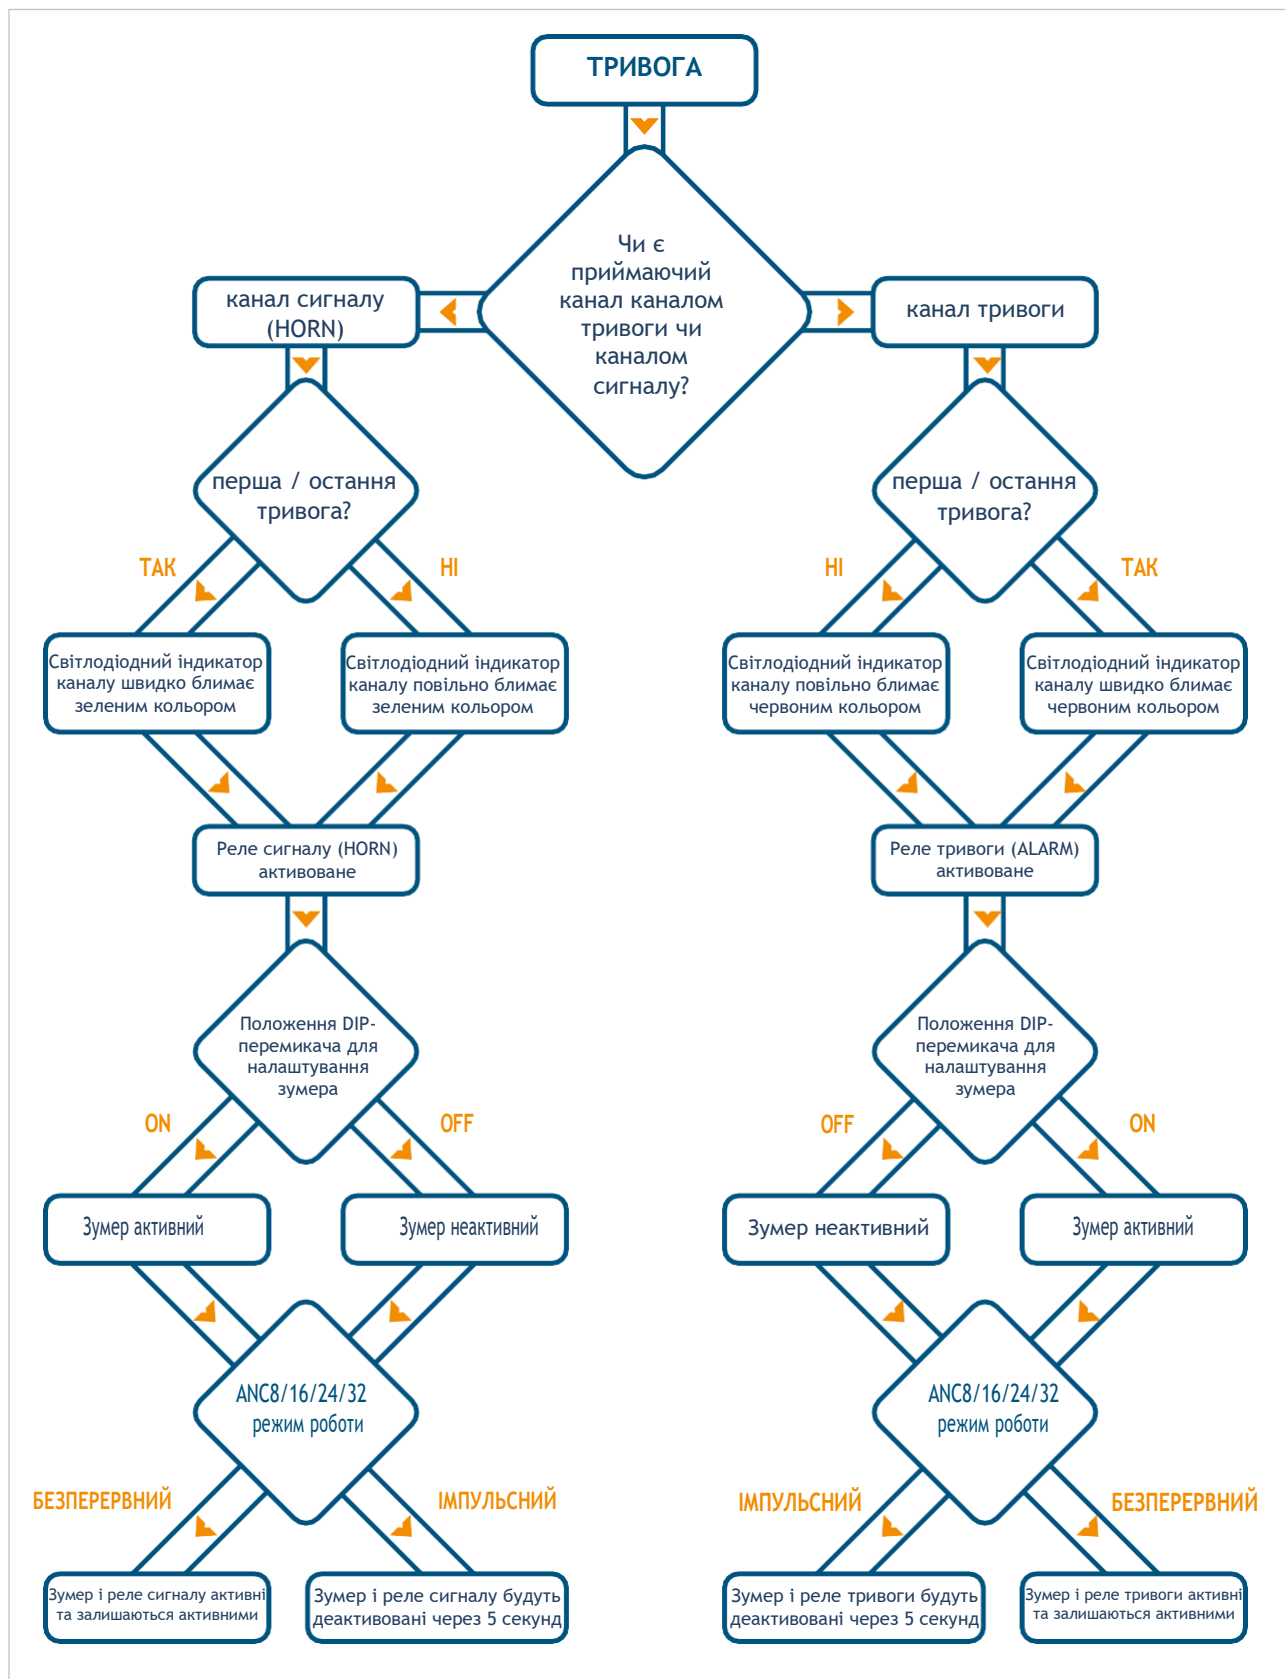 ТРИВОГА
Чи є
приймаючий
канал каналом
тривоги чи
каналом
сигналу?
канал сигналу
(HORN)
канал тривоги
перша / остання
тривога?
перша / остання
тривога?
ТАК
НІ
НІ
ТАК
Світлодіодний індикатор
каналу швидко блимає
зеленим кольором
Світлодіодний індикатор
каналу повільно блимає
зеленим кольором
Світлодіодний індикатор
каналу повільно блимає
червоним кольором
Світлодіодний індикатор
каналу швидко блимає
червоним кольором
Реле сигналу (HORN)
активоване
Реле тривоги (ALARM)
активоване
Положення DIP-
перемикача для
налаштування
зумера
Положення DIP-
перемикача для
налаштування
зумера
ON
OFF
OFF
ON
Зумер активний
Зумер неактивний
Зумер неактивний
Зумер активний
ANC8/16/24/32
режим роботи
ANC8/16/24/32
режим роботи
БЕЗПЕРЕРВНИЙ
ІМПУЛЬСНИЙ
ІМПУЛЬСНИЙ
БЕЗПЕРЕРВНИЙ
Зумер і реле сигналу активні
та залишаються активними
Зумер і реле сигналу будуть
деактивовані через 5 секунд
Зумер і реле тривоги будуть
деактивовані через 5 секунд
Зумер і реле тривоги активні
та залишаються активними